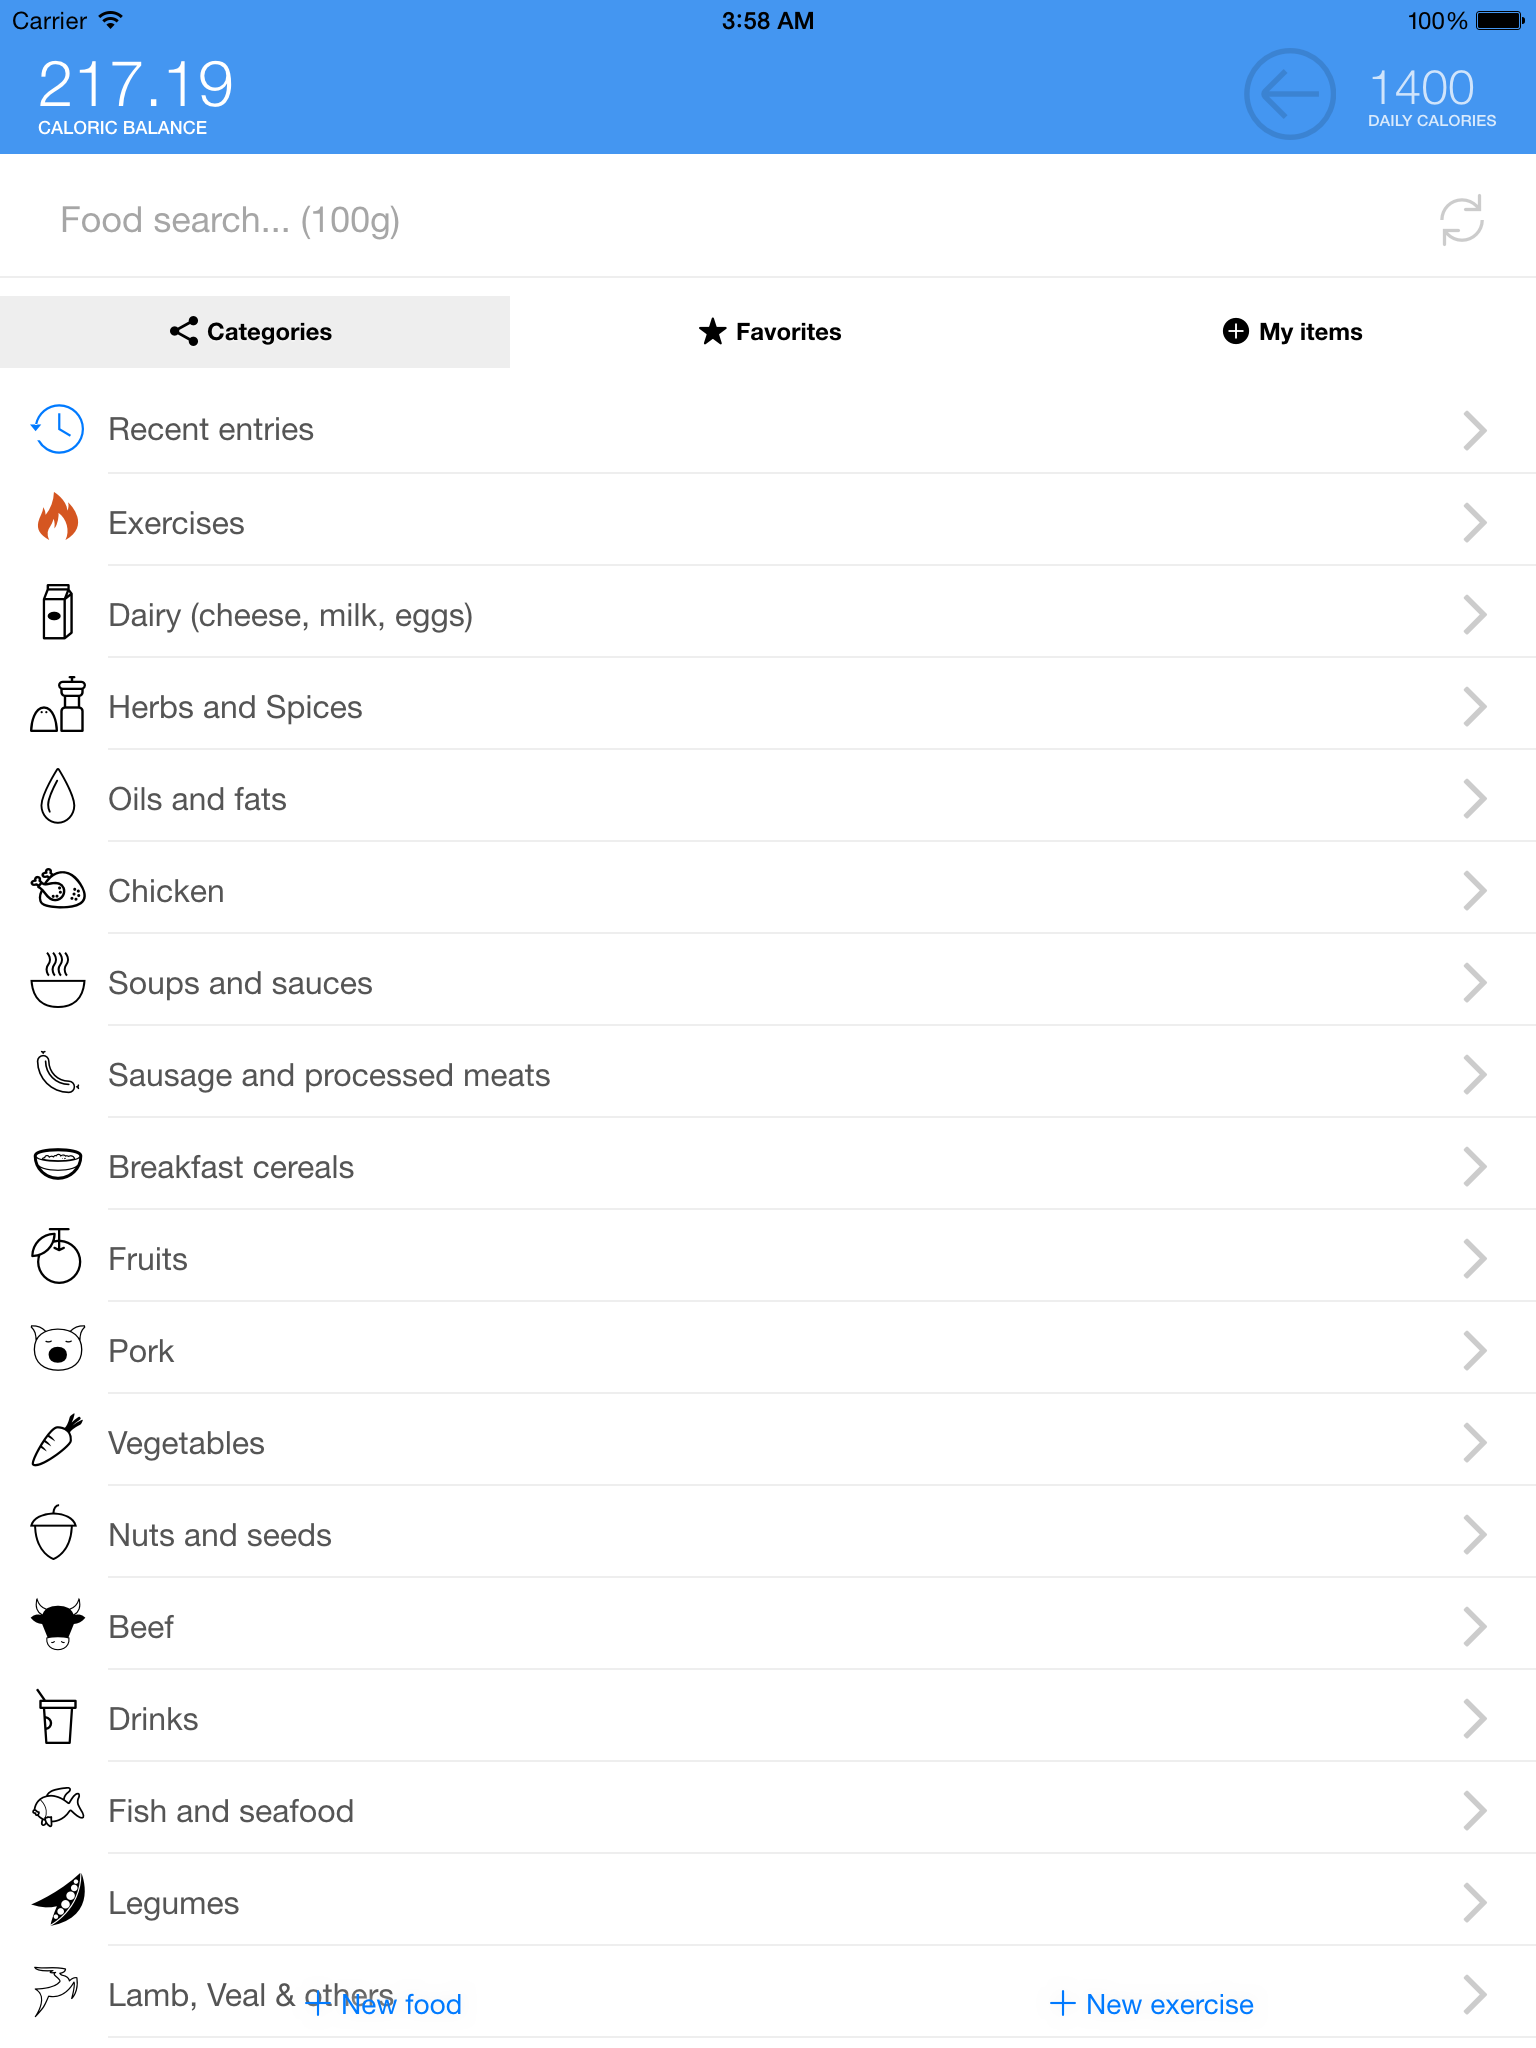 Carrier 3:58 AM 100%
217.19 1400
CALORIC BALANCE DAILY CALORIES
Food search... (100g)
Categories Favorites My items
Recent entries
Exercises
Dairy (cheese, milk, eggs)
Herbs and Spices
Oils and fats
Chicken
Soups and sauces
Sausage and processed meats
Breakfast cereals
Fruits
Pork
Vegetables
Nuts and seeds
Beef
Drinks
Fish and seafood
Legumes
Lamb, Veal & others
+ New food + New exercise